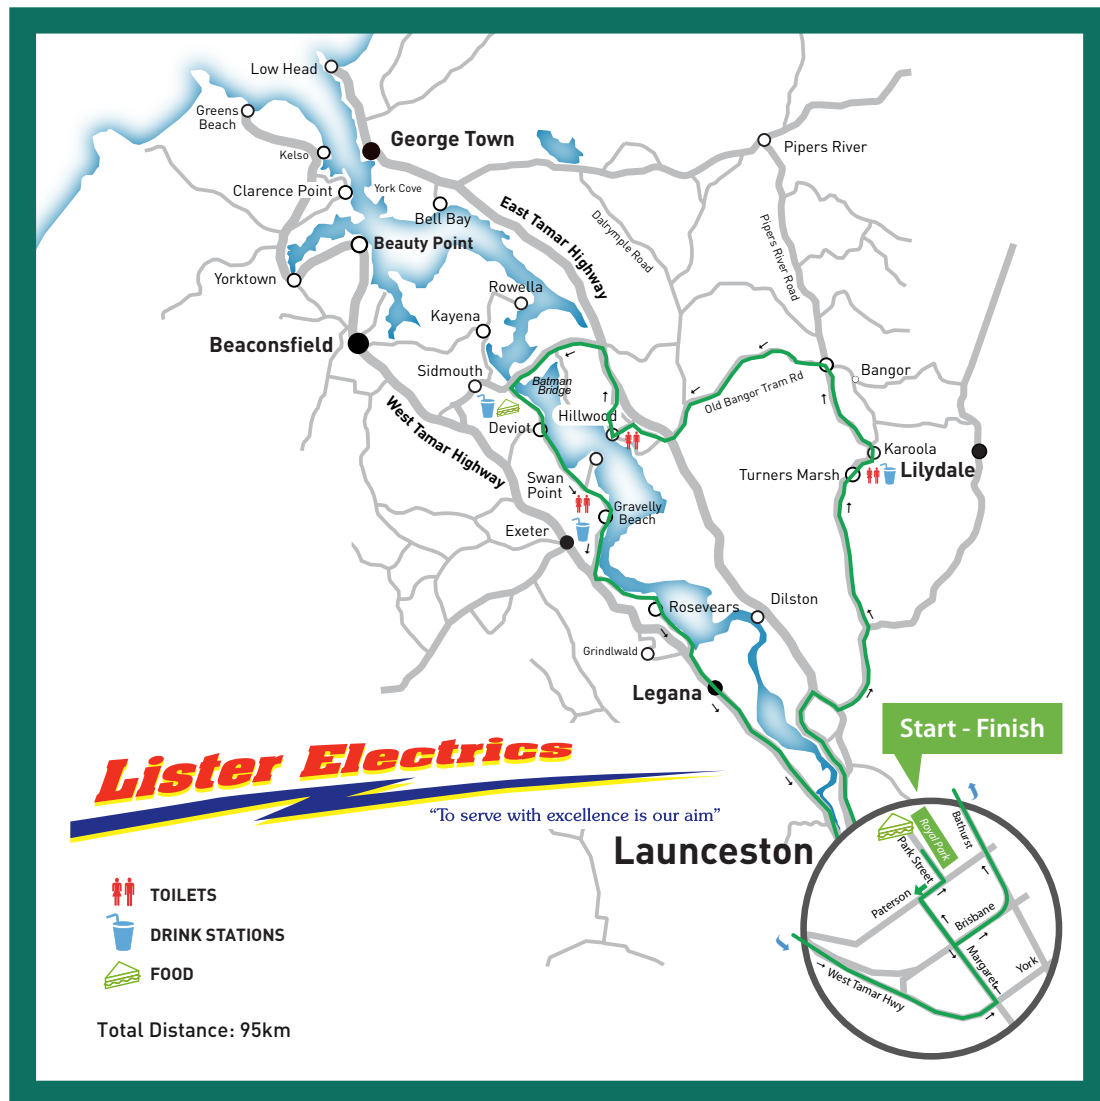 Low Head
Greens
Beach
George Town
Pipers River
Kelso
Clarence Point
York Cove
Bell Bay
East Tamar Highway
Dalrymple Road
Pipers River Road
Beauty Point
Yorktown
Rowella
Kayena
Beaconsfield
Sidmouth
Batman
Bridge
Bangor
Old Bangor Tram Rd
West Tamar Highway
Hillwood
Deviot
Karoola
Turners Marsh
Lilydale
Swan
Point
Gravelly
Beach
Exeter
Rosevears
Dilston
Grindlwald
Legana
Start - Finish
Lister Electrics
“To serve with excellence is our aim”
Launceston
Royal Park
Bathurst
Park Street
Paterson
Brisbane
Margaret
York
West Tamar Hwy
TOILETS
DRINK STATIONS
FOOD
Total Distance: 95km